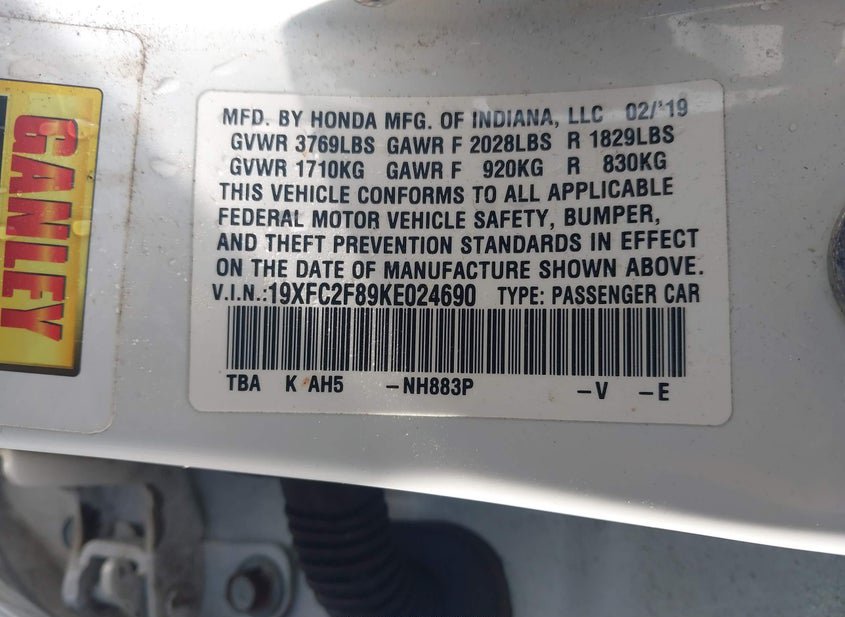 GANLEY
MFD. BY HONDA MFG. OF INDIANA, LLC 02/'19
GVWR 3769LBS GAWR F 2028LBS R 1829LBS
GVWR 1710KG GAWR F 920KG R 830KG
THIS VEHICLE CONFORMS TO ALL APPLICABLE
FEDERAL MOTOR VEHICLE SAFETY, BUMPER,
AND THEFT PREVENTION STANDARDS IN EFFECT
ON THE DATE OF MANUFACTURE SHOWN ABOVE.
V.I.N.:19XFC2F89KE024690 TYPE: PASSENGER CAR
TBA K AH5 -NH883P -V -E